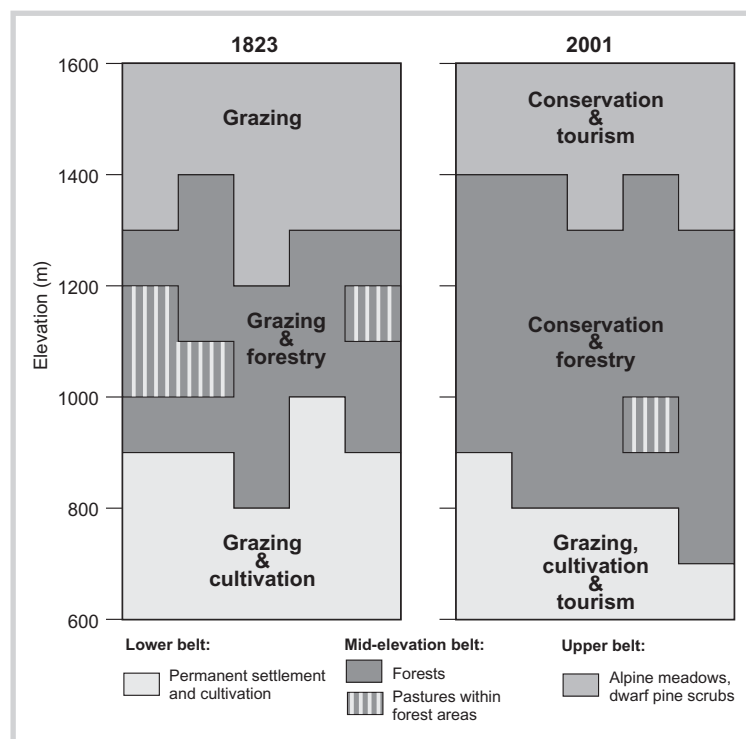 1823
2001
1600
1400
1200
1000
800
600
Elevation (m)
Grazing
Grazing
&
forestry
Grazing
&
cultivation
Conservation
&
tourism
Conservation
&
forestry
Grazing,
cultivation
&
tourism
Lower belt:
Permanent settlement
and cultivation
Mid-elevation belt:
Forests
Pastures within
forest areas
Upper belt:
Alpine meadows,
dwarf pine scrubs